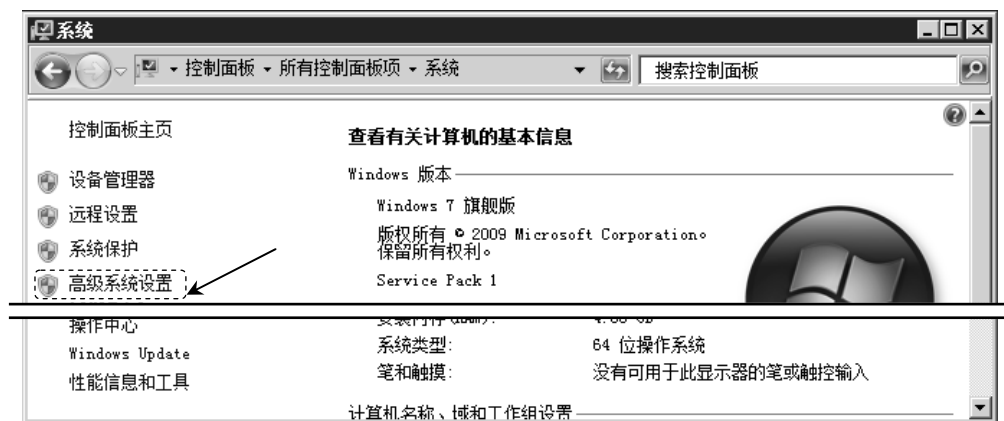 系统
控制面板 所有控制面板项 系统
搜索控制面板
控制面板主页
设备管理器
远程设置
系统保护
高级系统设置
操作中心
Windows Update
性能信息和工具
查看有关计算机的基本信息
Windows 版本
Windows 7 旗舰版
版权所有 © 2009 Microsoft Corporation。
保留所有权利。
Service Pack 1
系统类型: 64 位操作系统
笔和触摸: 没有可用于此显示器的笔或触控输入
计算机名称、域和工作组设置